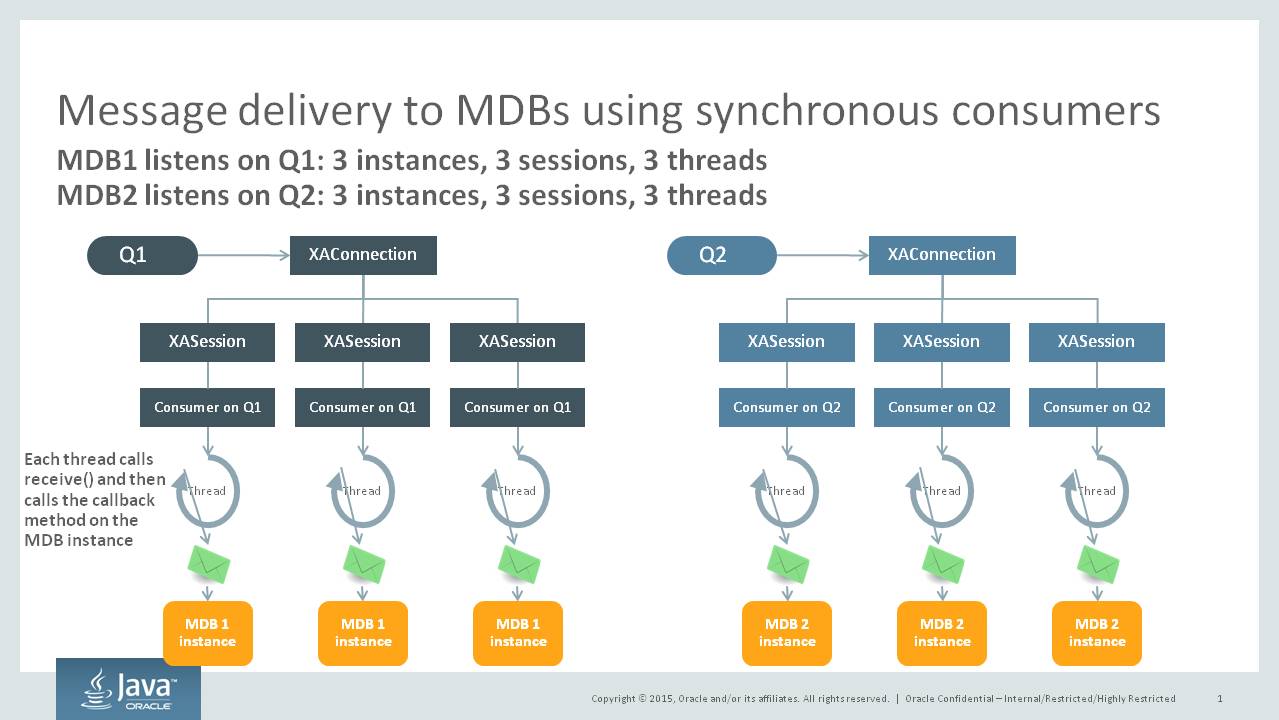 Message delivery to MDBs using synchronous consumers
MDB1 listens on Q1: 3 instances, 3 sessions, 3 threads
MDB2 listens on Q2: 3 instances, 3 sessions, 3 threads
Q1
XAConnection
Q2
XAConnection
XASession
XASession
XASession
XASession
XASession
XASession
Consumer on Q1
Consumer on Q1
Consumer on Q1
Consumer on Q2
Consumer on Q2
Consumer on Q2
Each thread calls
receive() and then
calls the callback
method on the
MDB instance
Thread
Thread
Thread
Thread
Thread
Thread
MDB 1
instance
MDB 1
instance
MDB 1
instance
MDB 2
instance
MDB 2
instance
MDB 2
instance
Java™
ORACLE
Copyright © 2015, Oracle and/or its affiliates. All rights reserved. | Oracle Confidential – Internal/Restricted/Highly Restricted 1